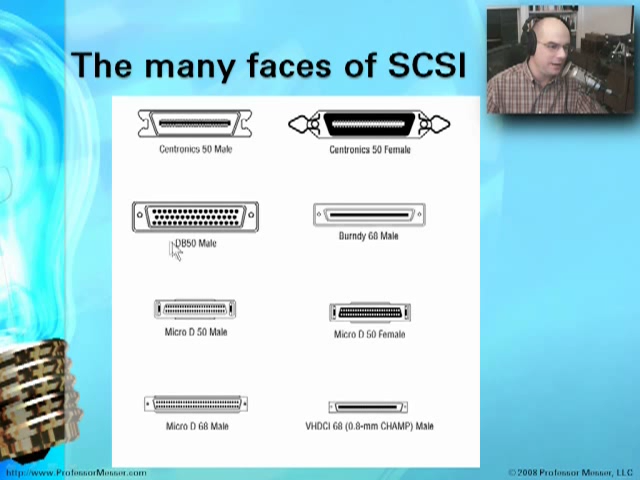 The many faces of SCSI
Centronics 50 Male
Centronics 50 Female
DB50 Male
Burndy 68 Male
Micro D 50 Male
Micro D 50 Female
Micro D 68 Male
VHDCI 68 (0.8-mm CHAMP) Male
http://www.ProfessorMesser.com
© 2008 Professor Messer, LLC